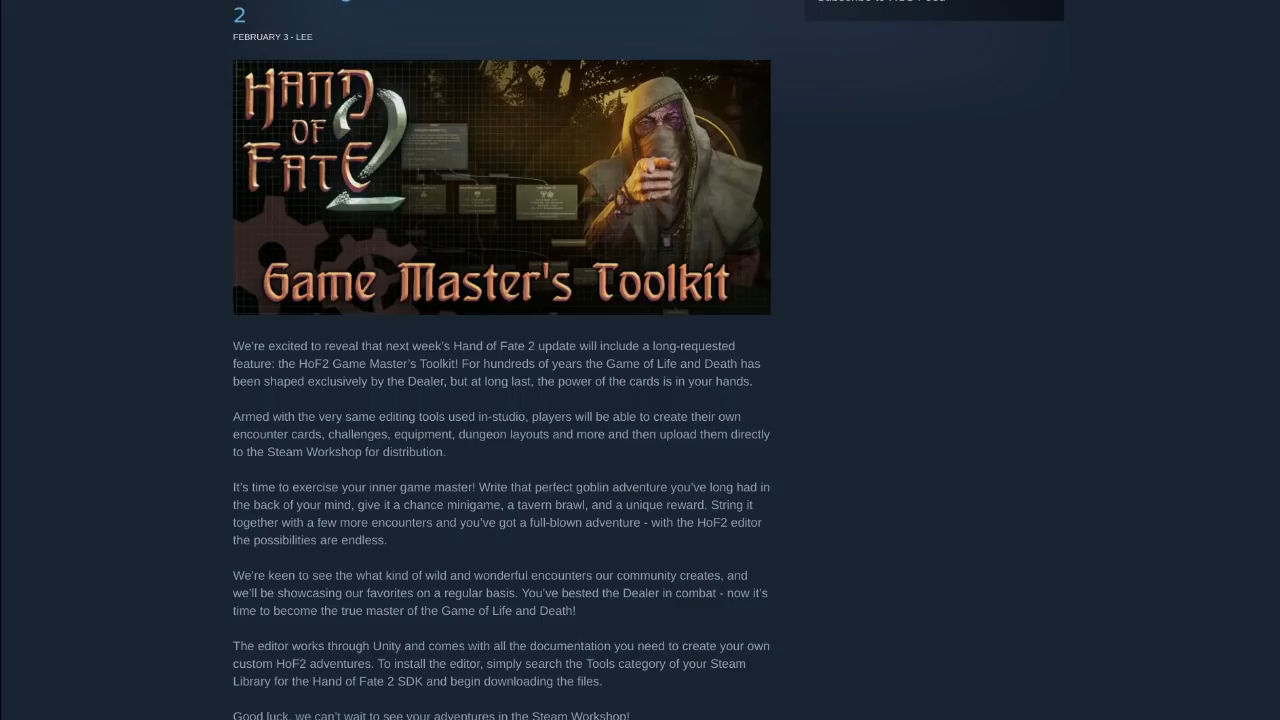 2
FEBRUARY 3 - LEE
HAND
OF
FATE 2
Game Master's Toolkit
We're excited to reveal that next week's Hand of Fate 2 update will include a long-requested
feature: the HoF2 Game Master's Toolkit! For hundreds of years the Game of Life and Death has
been shaped exclusively by the Dealer, but at long last, the power of the cards is in your hands.
Armed with the very same editing tools used in-studio, players will be able to create their own
encounter cards, challenges, equipment, dungeon layouts and more and then upload them directly
to the Steam Workshop for distribution.
It's time to exercise your inner game master! Write that perfect goblin adventure you've long had in
the back of your mind, give it a chance minigame, a tavern brawl, and a unique reward. String it
together with a few more encounters and you've got a full-blown adventure - with the HoF2 editor
the possibilities are endless.
We're keen to see the what kind of wild and wonderful encounters our community creates, and
we'll be showcasing our favorites on a regular basis. You've bested the Dealer in combat - now it's
time to become the true master of the Game of Life and Death!
The editor works through Unity and comes with all the documentation you need to create your own
custom HoF2 adventures. To install the editor, simply search the Tools category of your Steam
Library for the Hand of Fate 2 SDK and begin downloading the files.
Good luck, we can't wait to see your adventures in the Steam Workshop!